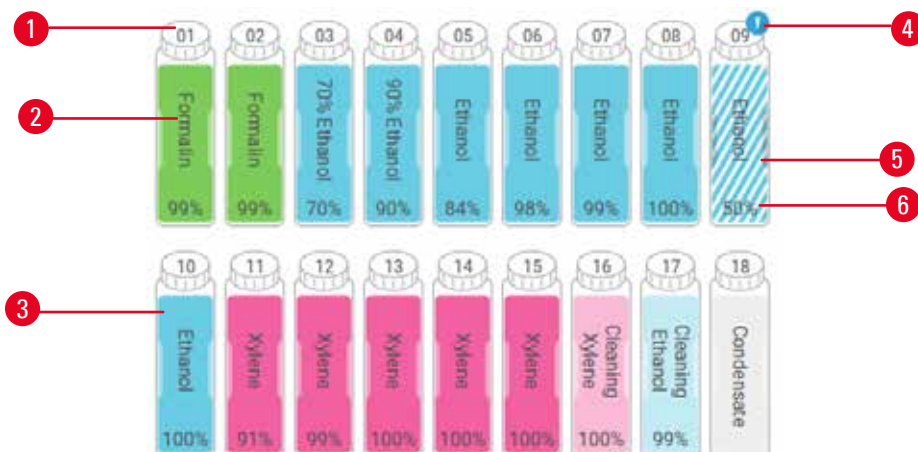 1
01 02 03 04 05 06 07 08 09
4
2
Formalin Formalin 70% Ethanol 90% Ethanol Ethanol Ethanol Ethanol Ethanol Ethanol
5
99% 99% 70% 90% 84% 98% 99% 100% 50%
6
10 11 12 13 14 15 16 17 18
3
Ethanol Xylene Xylene Xylene Xylene Xylene Cleaning Xylene Cleaning Ethanol Condensate
100% 91% 99% 100% 100% 100% 100% 99%